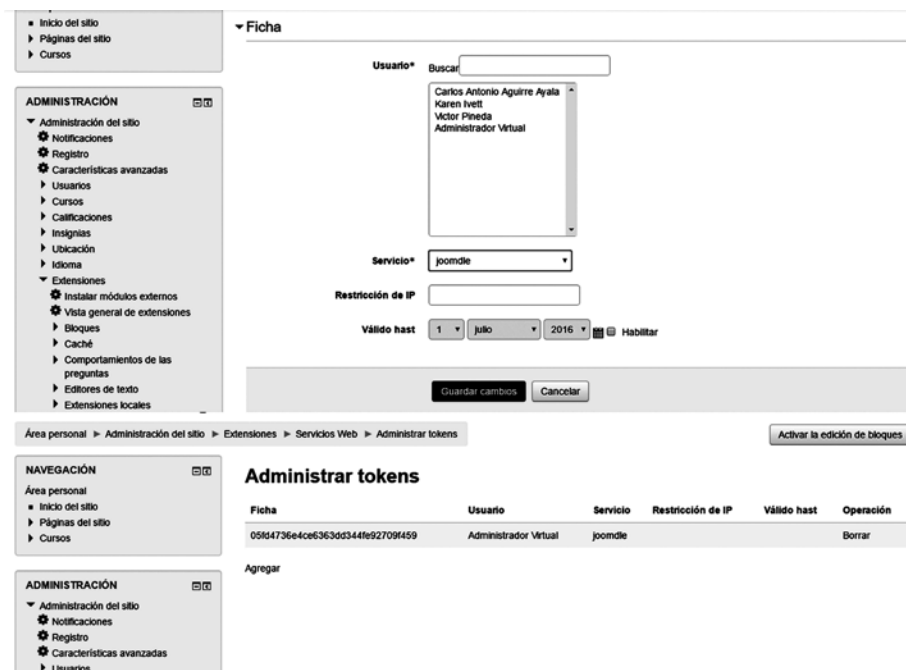 Inicio del sitio
Páginas del sitio
Cursos
ADMINISTRACIÓN
Administración del sitio
Notificaciones
Registro
Características avanzadas
Usuarios
Cursos
Calificaciones
Insignias
Ubicación
Idioma
Extensiones
Instalar módulos externos
Vista general de extensiones
Bloques
Caché
Comportamientos de las
preguntas
Editores de texto
Extensiones locales
Ficha
Usuario*
Buscar
Carlos Antonio Aguirre Ayala
Karen Ivett
Victor Pineda
Administrador Virtual
Servicio* joomdle
Restricción de IP
Válido hast 1 julio 2016 Habilitar
Guardar cambios Cancelar
Área personal Administración del sitio Extensiones Servicios Web Administrar tokens
Activar la edición de bloques
NAVEGACIÓN
Área personal
Inicio del sitio
Páginas del sitio
Cursos
ADMINISTRACIÓN
Administración del sitio
Notificaciones
Registro
Características avanzadas
Usuarios
Administrar tokens
Ficha Usuario Servicio Restricción de IP Válido hast Operación
05fd4736e4ce6363dd344fe92709f459 Administrador Virtual joomdle Borrar
Agregar